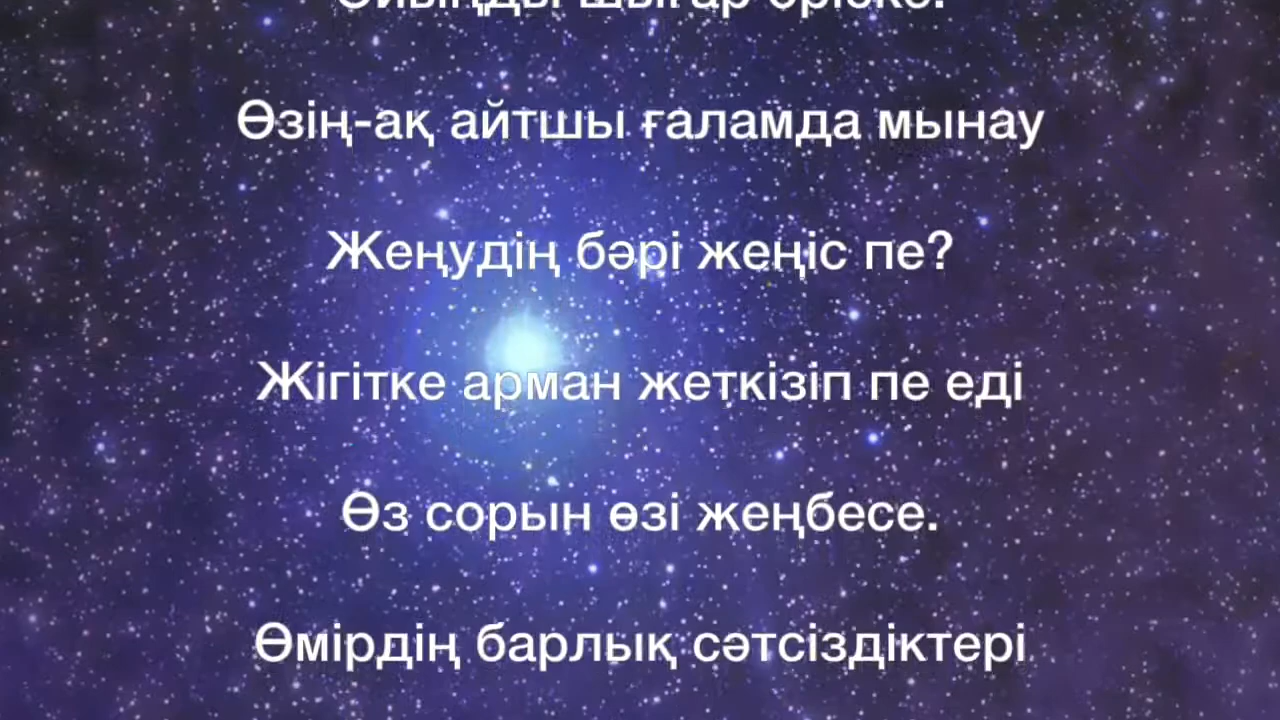 Өзің-ақ айтшы ғаламда мынау
Жеңудің бәрі жеңіс пе?
Жігітке арман жеткізіп пе еді
Өз сорын өзі жеңбесе.
Өмірдің барлық сәтсіздіктері